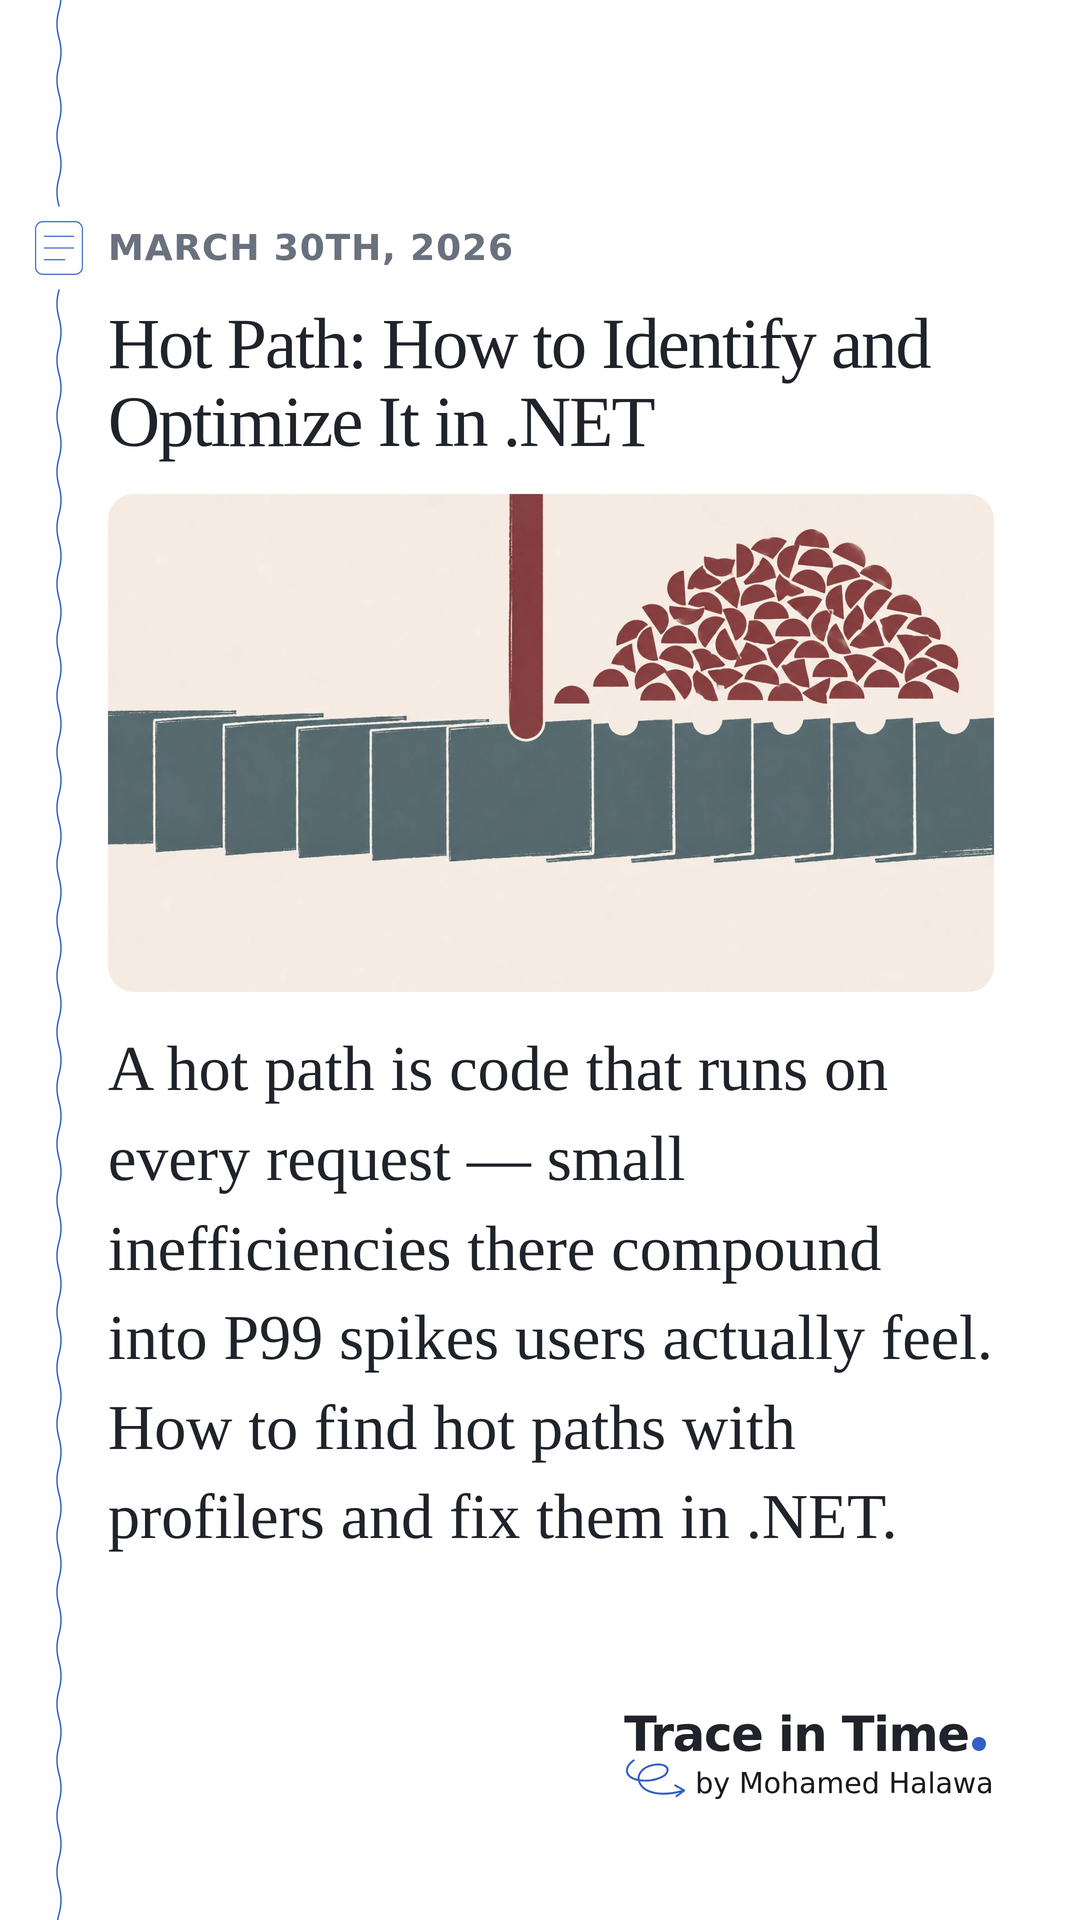 MARCH 30TH, 2026
Hot Path: How to Identify and
Optimize It in .NET
A hot path is code that runs on
every request — small
inefficiencies there compound
into P99 spikes users actually feel.
How to find hot paths with
profilers and fix them in .NET.
Trace in Time.
by Mohamed Halawa